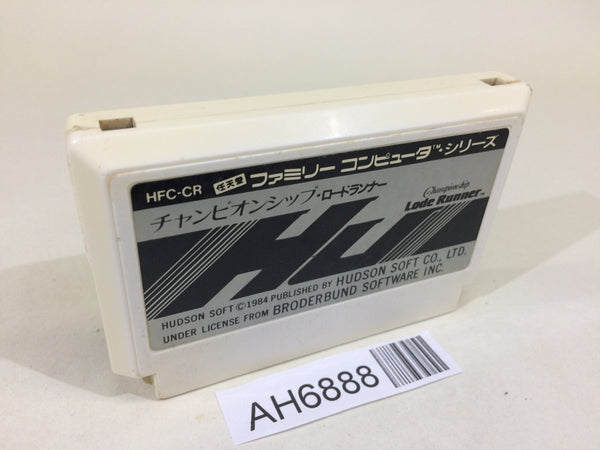 HFC-CR 任天堂 ファミリー コンピュータ™・シリーズ
チャンピオンシップ・ロードランナー
Championship
Lode Runner™
HU
HUDSON SOFT ©1984 PUBLISHED BY HUDSON SOFT CO., LTD.
UNDER LICENSE FROM BRODERBUND SOFTWARE INC.
AH6888